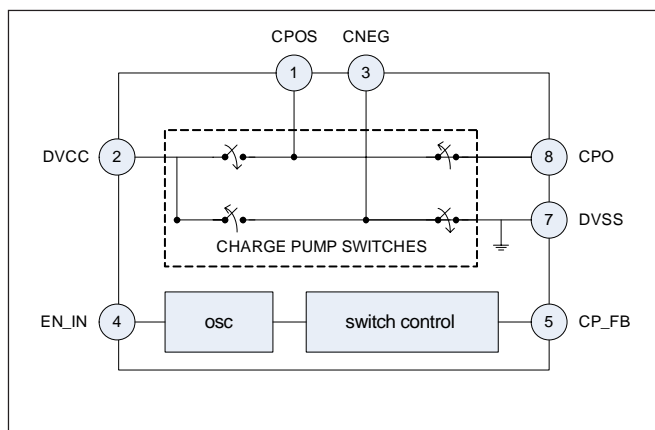 CPOS CNEG
1 3
DVCC 2 8 CPO
7 DVSS
CHARGE PUMP SWITCHES
EN_IN 4 osc switch control 5 CP_FB